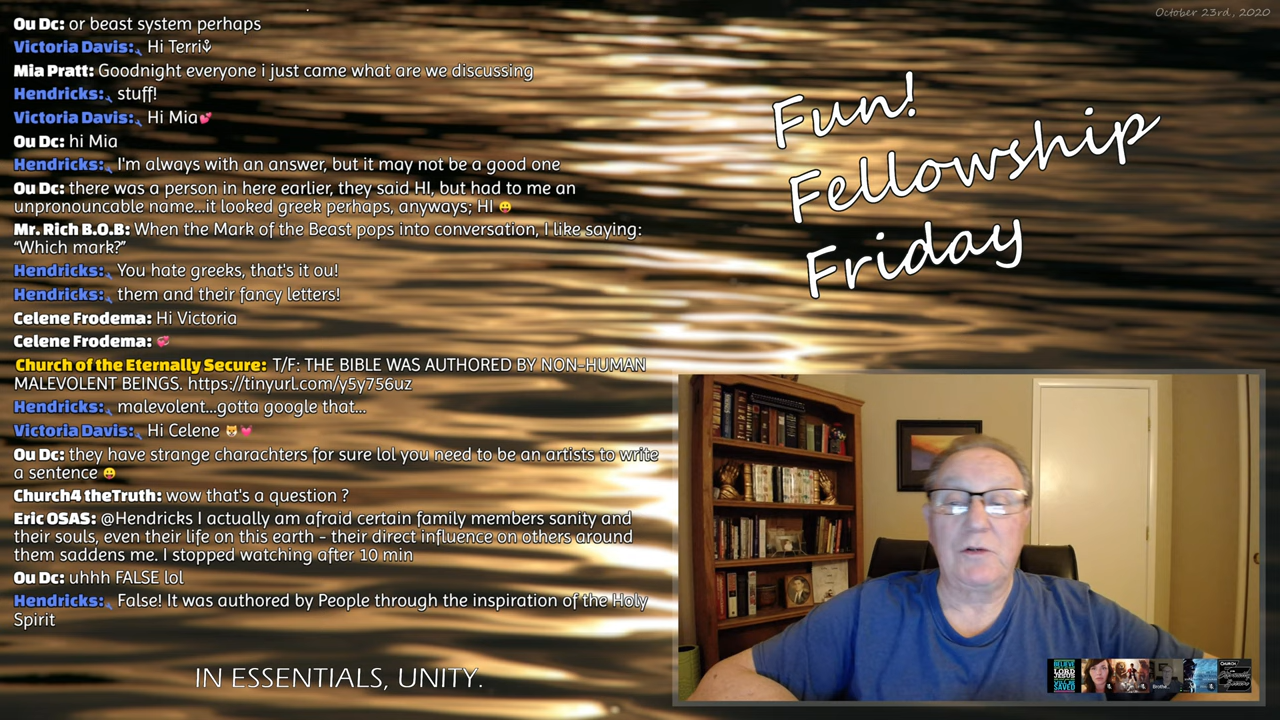 October 23rd, 2020
Ou Dc: or beast system perhaps
Victoria Davis: Hi Terri
Mia Pratt: Goodnight everyone i just came what are we discussing
Hendricks: stuff!
Victoria Davis: Hi Mia💕
Ou Dc: hi Mia
Hendricks: I'm always with an answer, but it may not be a good one
Ou Dc: there was a person in here earlier, they said HI, but had to me an
unpronouncable name...it looked greek perhaps, anyways; HI 😛
Mr. Rich B.O.B: When the Mark of the Beast pops into conversation, I like saying:
“Which mark?”
Hendricks: You hate greeks, that's it ou!
Hendricks: them and their fancy letters!
Celene Frodema: Hi Victoria
Celene Frodema: 💞
Church of the Eternally Secure: T/F: THE BIBLE WAS AUTHORED BY NON-HUMAN
MALEVOLENT BEINGS. https://tinyurl.com/y5y756uz
Hendricks: malevolent...gotta google that...
Victoria Davis: Hi Celene 🐱💓
Ou Dc: they have strange charachters for sure lol you need to be an artists to write
a sentence 😛
Church4 theTruth: wow that's a question ?
Eric OSAS: @Hendricks I actually am afraid certain family members sanity and
their souls, even their life on this earth - their direct influence on others around
them saddens me. I stopped watching after 10 min
Ou Dc: uhhh FALSE lol
Hendricks: False! It was authored by People through the inspiration of the Holy
Spirit
IN ESSENTIALS, UNITY.
Fun!
Fellowship
Friday
BELIEVE
LORD
JESUS
SAVED
Brothe...
CHURCH